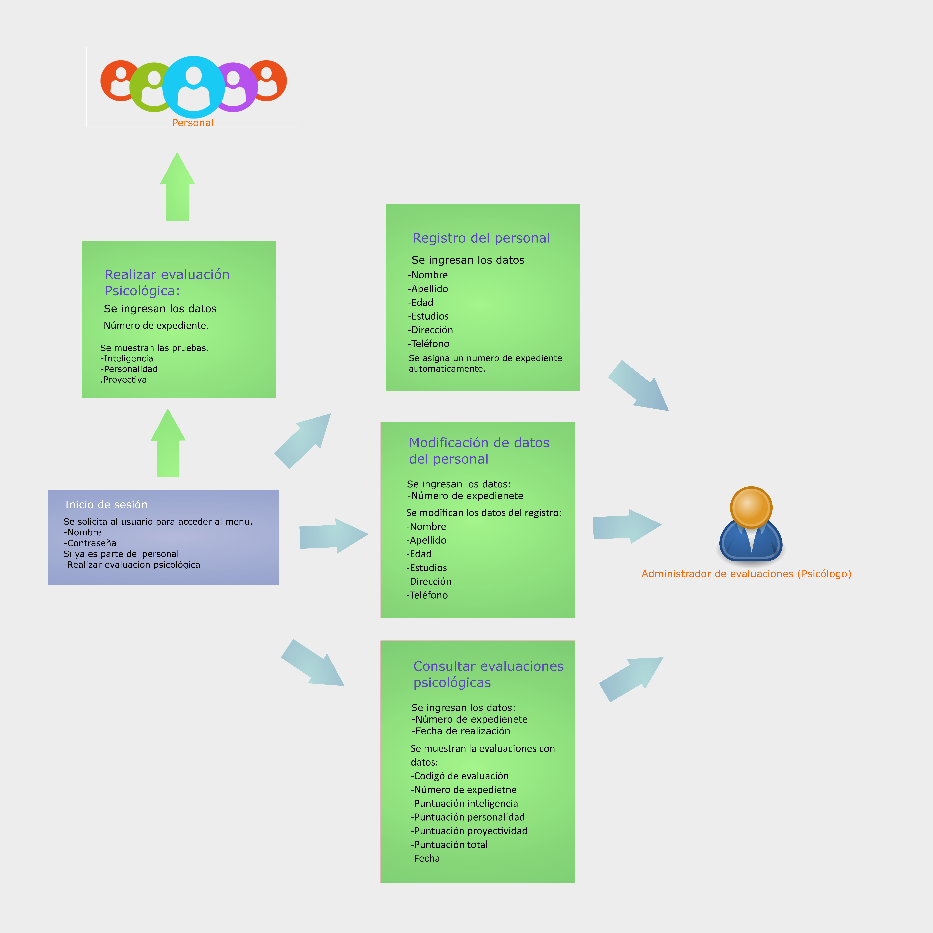 Personal
Realizar evaluación
Psicológica:
Se ingresan los datos
Número de expediente.
Se muestran las pruebas.
-Inteligencia
-Personalidad
.Proyectiva
Inicio de sesión
Se solicita al usuario para acceder al menu.
-Nombre
-Contraseña
Si ya es parte del personal
-Realizar evaluacion psicológica
Registro del personal
Se ingresan los datos
-Nombre
-Apellido
-Edad
-Estudios
-Dirección
-Teléfono
Se asigna un numero de expediente
automaticamente.
Modificación de datos
del personal
Se ingresan los datos:
-Número de expedienete
Se modifican los datos del registro:
-Nombre
-Apellido
-Edad
-Estudios
-Dirección
-Teléfono
Consultar evaluaciones
psicológicas
Se ingresan los datos:
-Número de expedienete
-Fecha de realización
Se muestran la evaluaciones con
datos:
-Codigó de evaluación
-Número de expedietne
-Puntuación inteligencia
-Puntuación personalidad
-Puntuación proyectividad
-Puntuación total
-Fecha
Administrador de evaluaciones (Psicólogo)